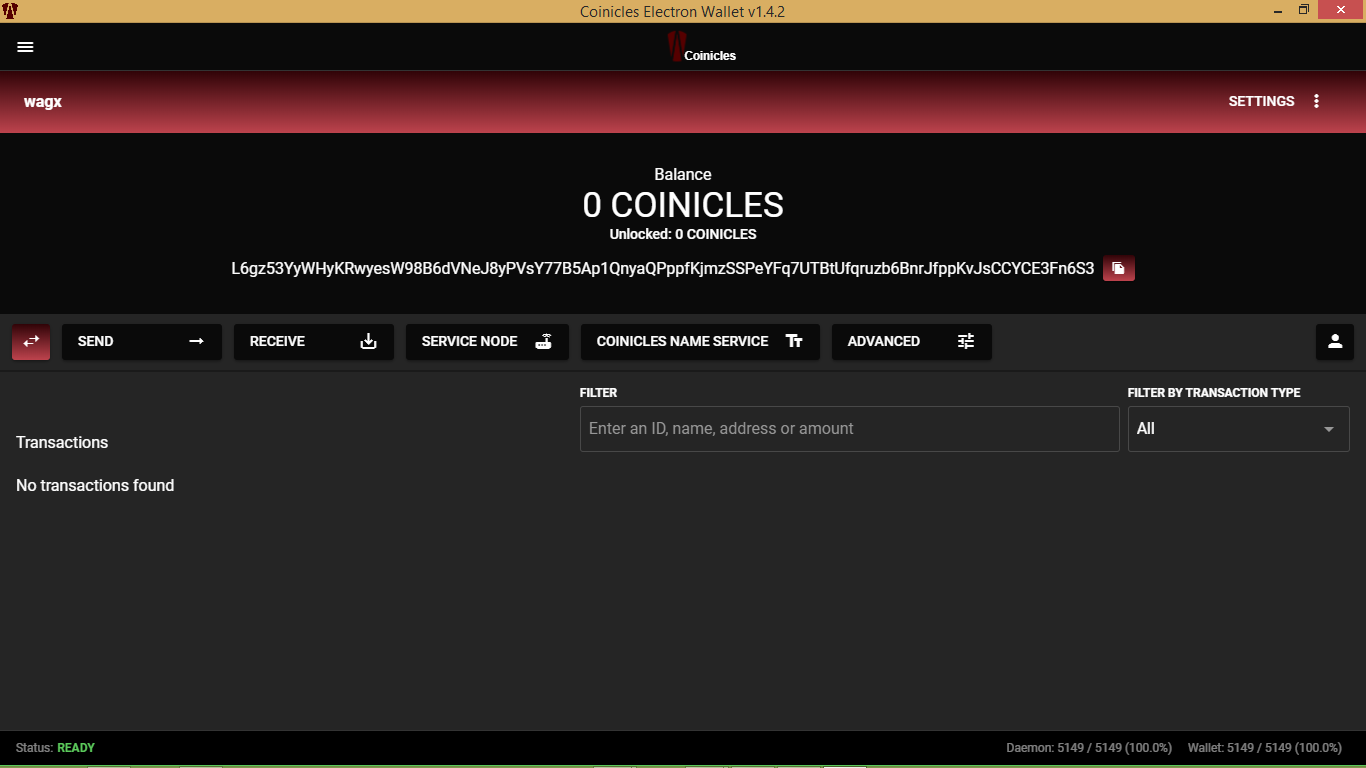 Coinicles Electron Wallet v1.4.2
Coinicles
wagx
SETTINGS
Balance
0 COINICLES
Unlocked: 0 COINICLES
L6gz53YyWHyKRwyesW98B6dVNeJ8yPVsY77B5Ap1QnyaQPppfKjmzSSPeYFq7UTBtUfqruzb6BnrJfppKvJsCCYCE3Fn6S3
SEND
RECEIVE
SERVICE NODE
COINICLES NAME SERVICE
ADVANCED
FILTER
FILTER BY TRANSACTION TYPE
Enter an ID, name, address or amount
All
Transactions
No transactions found
Status: READY
Daemon: 5149 / 5149 (100.0%)
Wallet: 5149 / 5149 (100.0%)